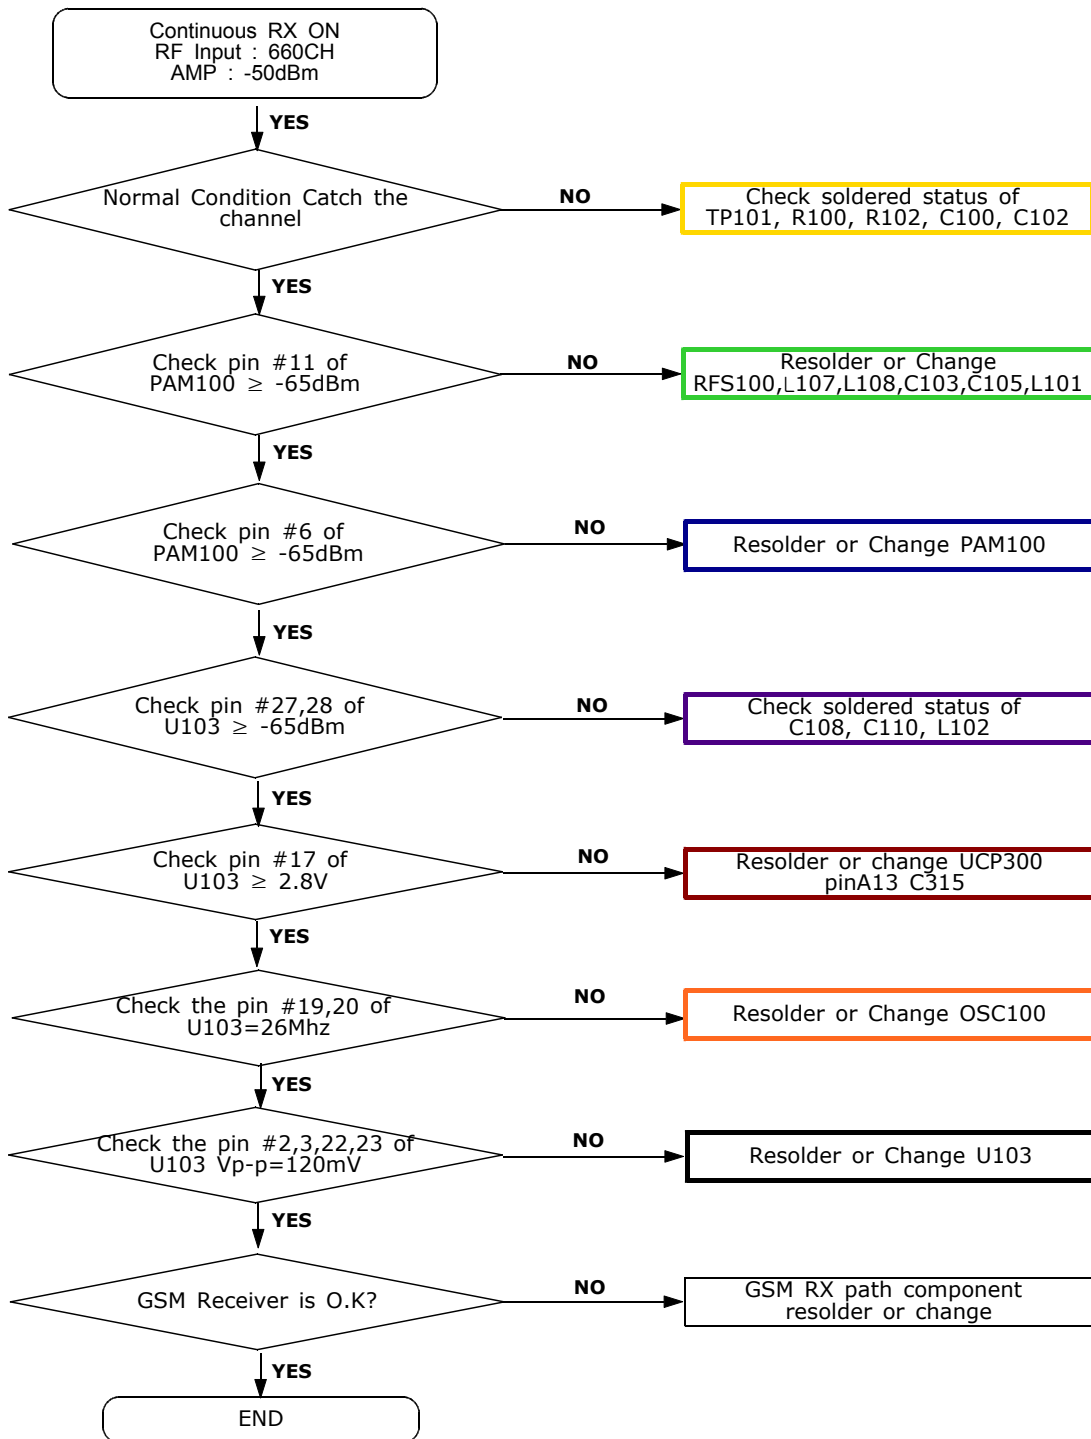 Continuous RX ON
RF Input : 660CH
AMP : -50dBm
YES
Normal Condition Catch the
channel
NO
Check soldered status of
TP101, R100, R102, C100, C102
YES
Check pin #11 of
PAM100 ≥ -65dBm
NO
Resolder or Change
RFS100,L107,L108,C103,C105,L101
YES
Check pin #6 of
PAM100 ≥ -65dBm
NO
Resolder or Change PAM100
YES
Check pin #27,28 of
U103 ≥ -65dBm
NO
Check soldered status of
C108, C110, L102
YES
Check pin #17 of
U103 ≥ 2.8V
NO
Resolder or change UCP300
pinA13 C315
YES
Check the pin #19,20 of
U103=26Mhz
NO
Resolder or Change OSC100
YES
Check the pin #2,3,22,23 of
U103 Vp-p=120mV
NO
Resolder or Change U103
YES
GSM Receiver is O.K?
NO
GSM RX path component
resolder or change
YES
END